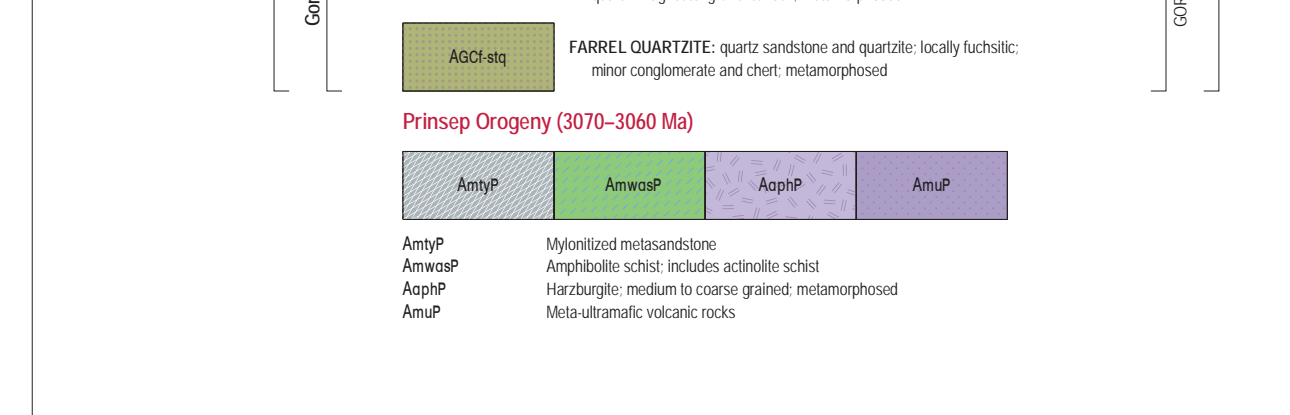 Gor
GOR
AGCf-stq
FARREL QUARTZITE: quartz sandstone and quartzite; locally fuchsitic;
minor conglomerate and chert; metamorphosed
Prinsep Orogeny (3070–3060 Ma)
AmtyP AmwasP AaphP AmuP
AmtyP Mylonitized metasandstone
AmwasP Amphibolite schist; includes actinolite schist
AaphP Harzburgite; medium to coarse grained; metamorphosed
AmuP Meta-ultramafic volcanic rocks